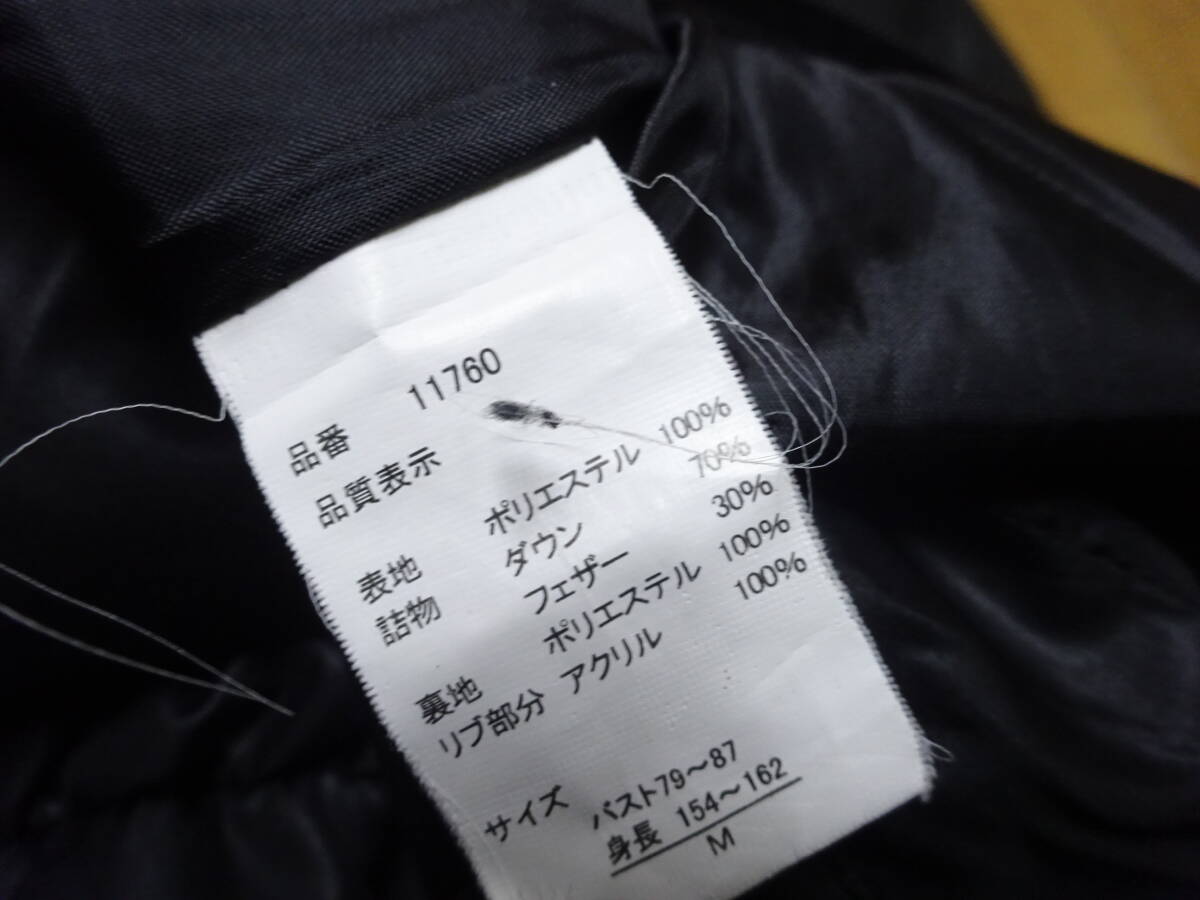 品番 11760
品質表示
表地 ポリエステル 100%
詰物 ダウン 70%
フェザー 30%
裏地 ポリエステル 100%
リブ部分 アクリル 100%
サイズ バスト79～87
身長 154～162
M